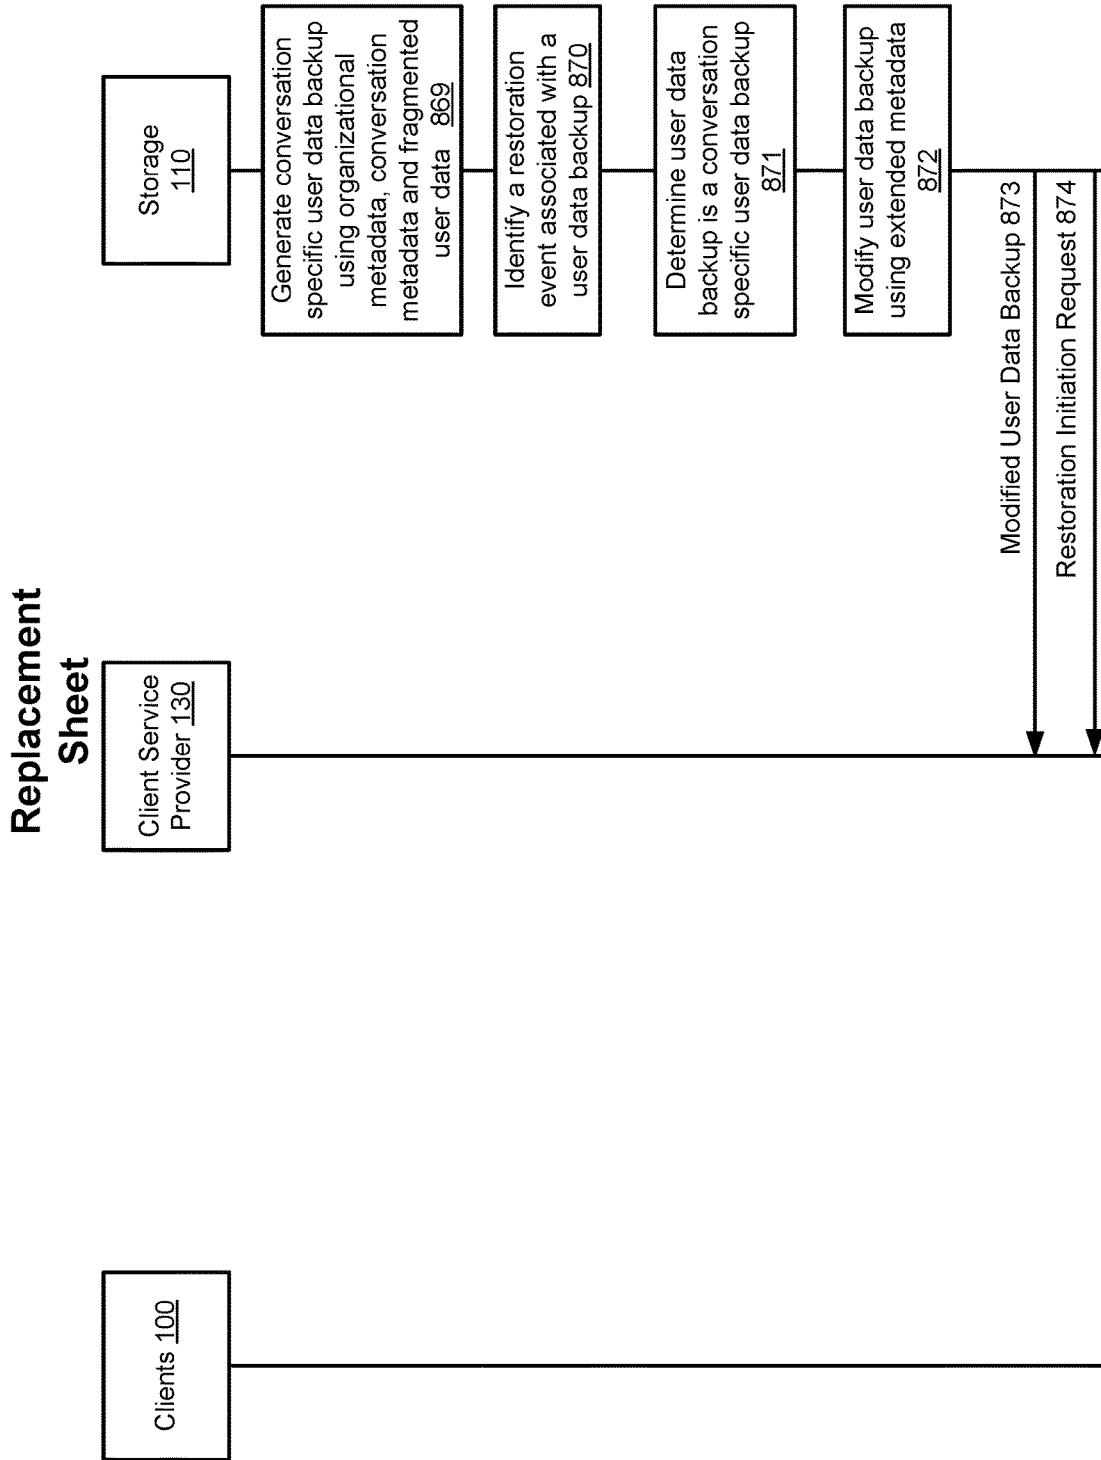 Replacement
Sheet
Clients 100
Client Service
Provider 130
Storage
110
Generate conversation
specific user data backup
using organizational
metadata, conversation
metadata and fragmented
user data 869
Identify a restoration
event associated with a
user data backup 870
Determine user data
backup is a conversation
specific user data backup
871
Modify user data backup
using extended metadata
872
Modified User Data Backup 873
Restoration Initiation Request 874